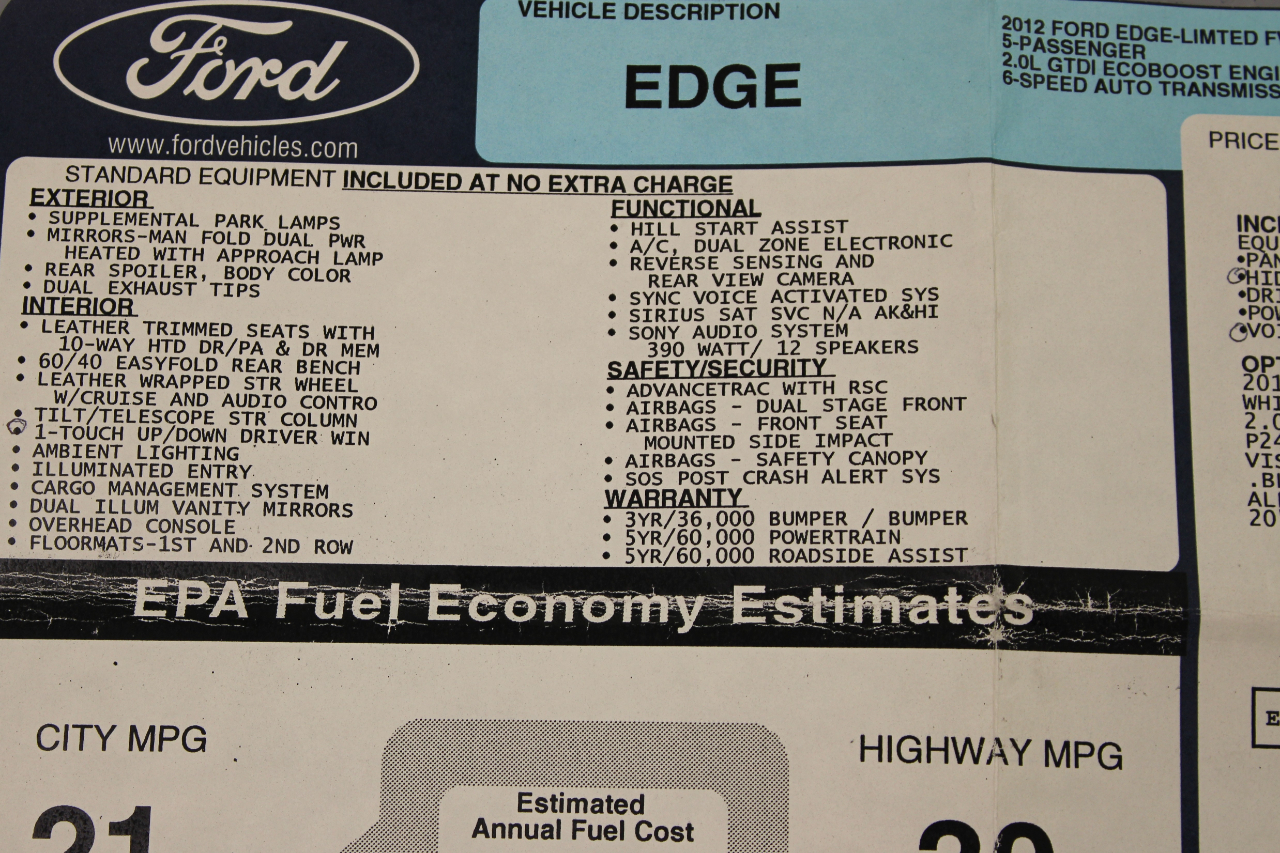 Ford
www.fordvehicles.com
VEHICLE DESCRIPTION
EDGE
2012 FORD EDGE-LIMTED
5-PASSENGER
2.0L GTDI ECOBOOST
6-SPEED AUTO
PRICE
STANDARD EQUIPMENT INCLUDED AT NO EXTRA CHARGE
EXTERIOR
• SUPPLEMENTAL PARK LAMPS
• MIRRORS-MAN FOLD DUAL PWR
HEATED WITH APPROACH LAMP
• REAR SPOILER, BODY COLOR
• DUAL EXHAUST TIPS
INTERIOR
• LEATHER TRIMMED SEATS WITH
10-WAY HTD DR/PA & DR MEM
• 60/40 EASYFOLD REAR BENCH
• LEATHER WRAPPED STR WHEEL
W/CRUISE AND AUDIO CONTRO
• TILT/TELESCOPE STR COLUMN
• 1-TOUCH UP/DOWN DRIVER WIN
• AMBIENT LIGHTING
• ILLUMINATED ENTRY
• CARGO MANAGEMENT SYSTEM
• DUAL ILLUM VANITY MIRRORS
• OVERHEAD CONSOLE
• FLOORMATS-1ST AND 2ND ROW
FUNCTIONAL
• HILL START ASSIST
• A/C, DUAL ZONE ELECTRONIC
• REVERSE SENSING AND
REAR VIEW CAMERA
• SYNC VOICE ACTIVATED SYS
• SIRIUS SAT SVC N/A AK&HI
• SONY AUDIO SYSTEM
390 WATT/ 12 SPEAKERS
SAFETY/SECURITY
• ADVANCETRAC WITH RSC
• AIRBAGS - DUAL STAGE FRONT
• AIRBAGS - FRONT SEAT
MOUNTED SIDE IMPACT
• AIRBAGS - SAFETY CANOPY
• SOS POST CRASH ALERT SYS
WARRANTY
• 3YR/36,000 BUMPER / BUMPER
• 5YR/60,000 POWERTRAIN
• 5YR/60,000 ROADSIDE ASSIST
EPA Fuel Economy Estimates
CITY MPG
21
Estimated
Annual Fuel Cost
HIGHWAY MPG